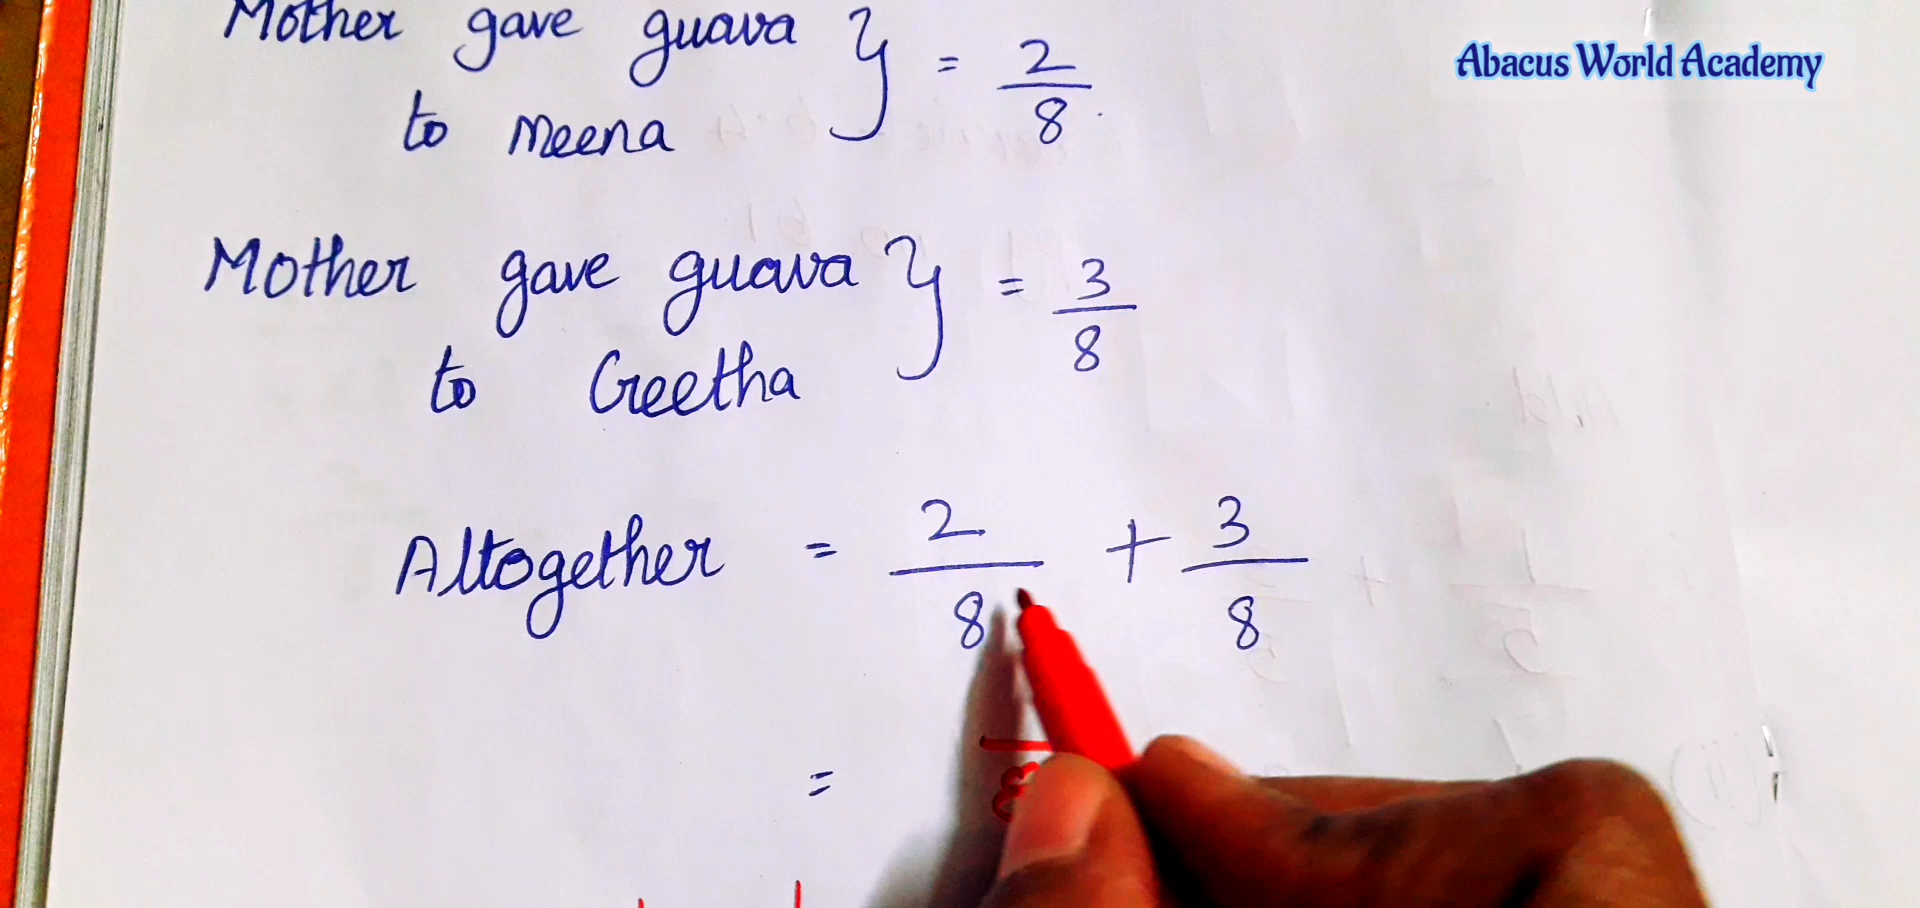 Abacus World Academy
Mother gave guava } = 2/8
to Meena
Mother gave guava } = 3/8
to Geetha
Altogether = 2/8 + 3/8
= /8